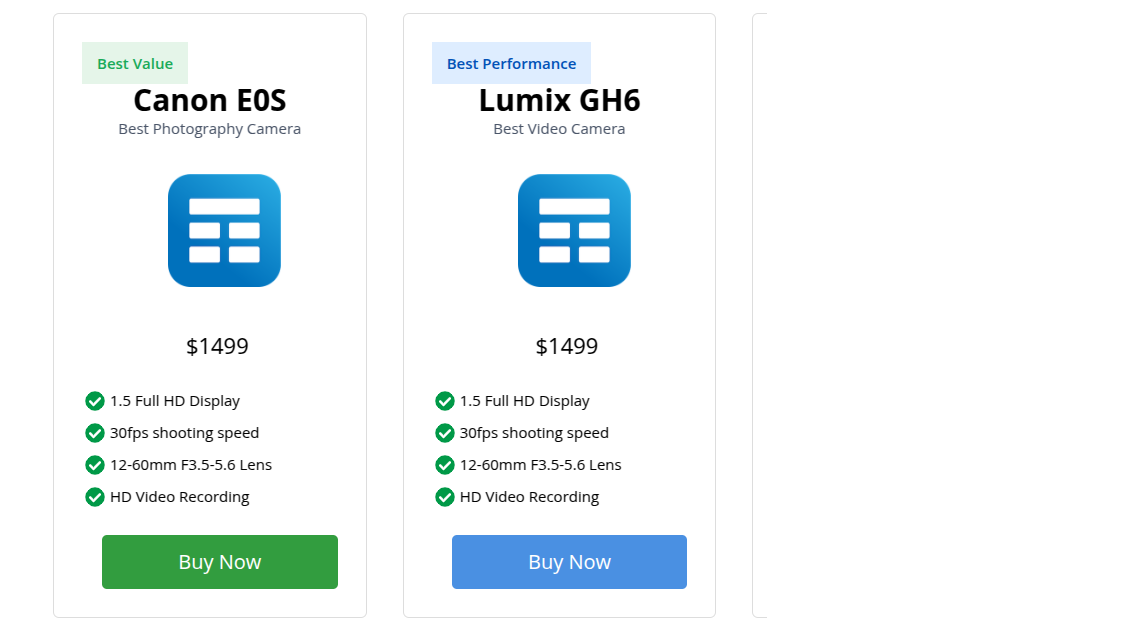 Best Value
Canon E0S
Best Photography Camera
$1499
1.5 Full HD Display
30fps shooting speed
12-60mm F3.5-5.6 Lens
HD Video Recording
Buy Now
Best Performance
Lumix GH6
Best Video Camera
$1499
1.5 Full HD Display
30fps shooting speed
12-60mm F3.5-5.6 Lens
HD Video Recording
Buy Now